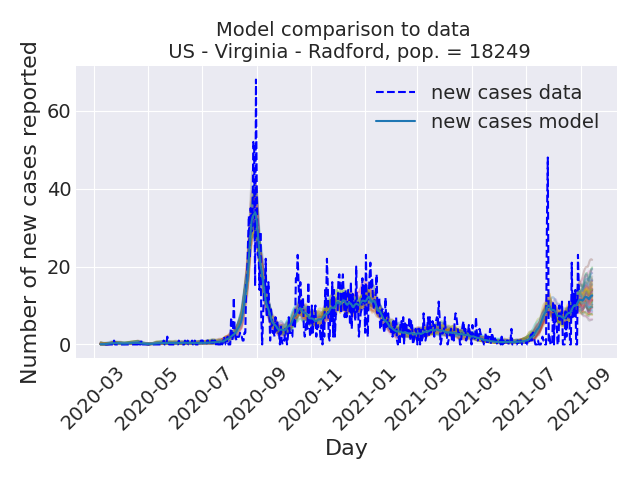 Model comparison to data
US - Virginia - Radford, pop. = 18249
Number of new cases reported
60
40
20
0
new cases data
new cases model
2020-03
2020-05
2020-07
2020-09
2020-11
2021-01
2021-03
2021-05
2021-07
2021-09
Day